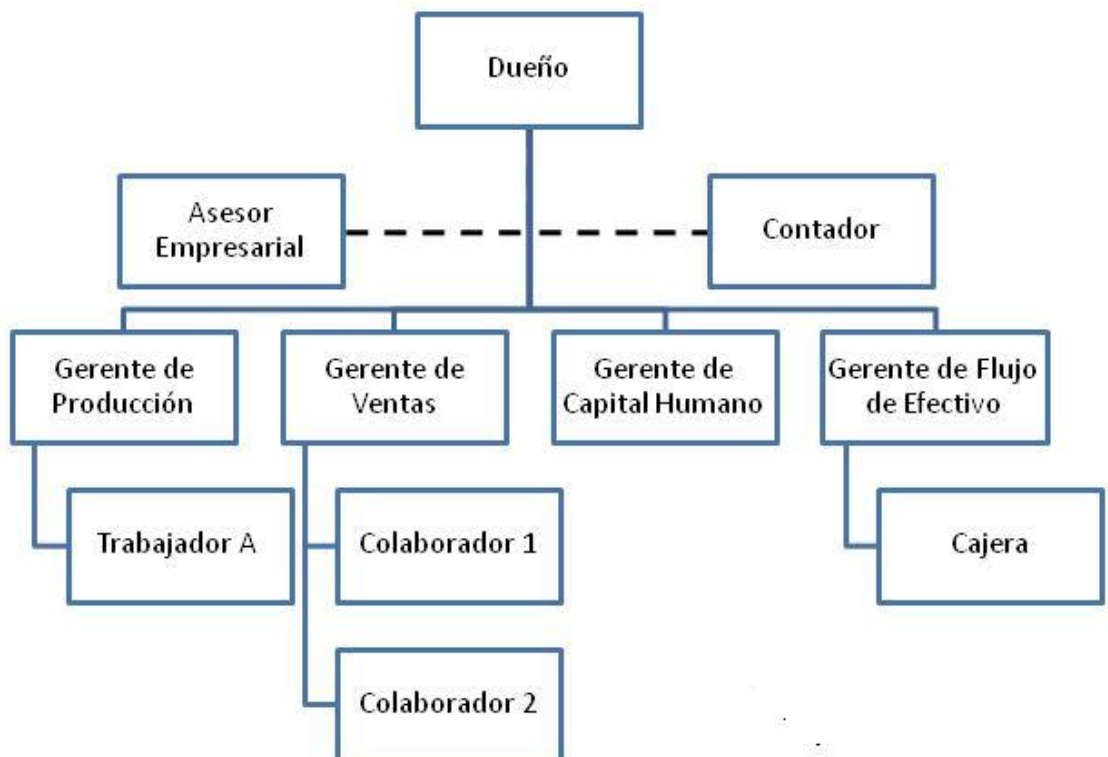 Dueño
Asesor
Empresarial
Contador
Gerente de
Producción
Gerente de
Ventas
Gerente de
Capital Humano
Gerente de Flujo
de Efectivo
Trabajador A
Colaborador 1
Cajera
Colaborador 2